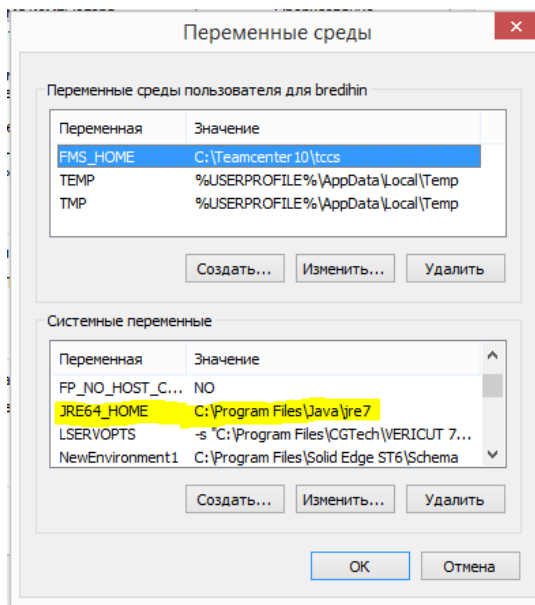 Переменные среды
Переменные среды пользователя для bredihin
Переменная Значение
FMS_HOME C:\Teamcenter10\tccs
TEMP %USERPROFILE%\AppData\Local\Temp
TMP %USERPROFILE%\AppData\Local\Temp
Создать... Изменить... Удалить
Системные переменные
Переменная Значение
FP_NO_HOST_C... NO
JRE64_HOME C:\Program Files\Java\jre7
LSERVOPTS -s "C:\Program Files\CGTech\VERICUT 7...
NewEnvironment1 C:\Program Files\Solid Edge ST6\Schema
Создать... Изменить... Удалить
ОК Отмена